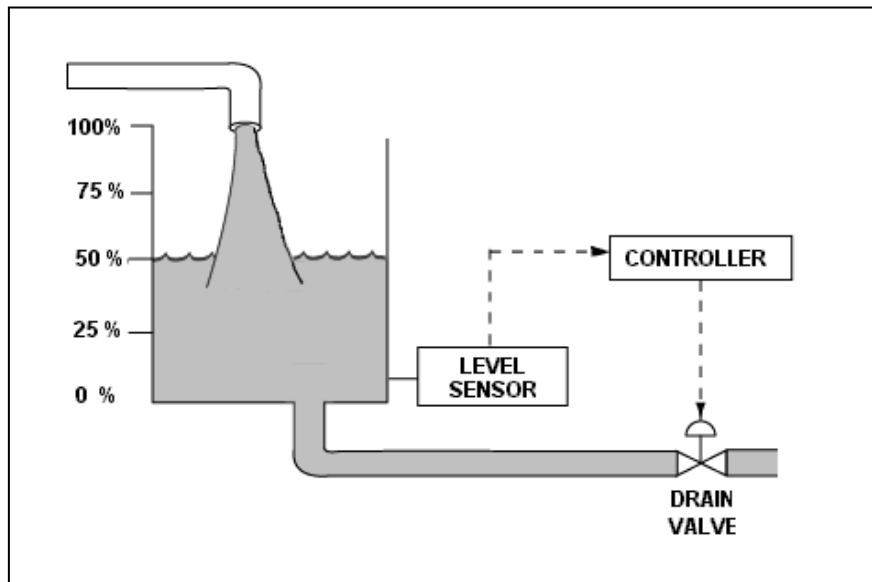 100%
75 %
50 %
25 %
0 %
CONTROLLER
LEVEL
SENSOR
DRAIN
VALVE